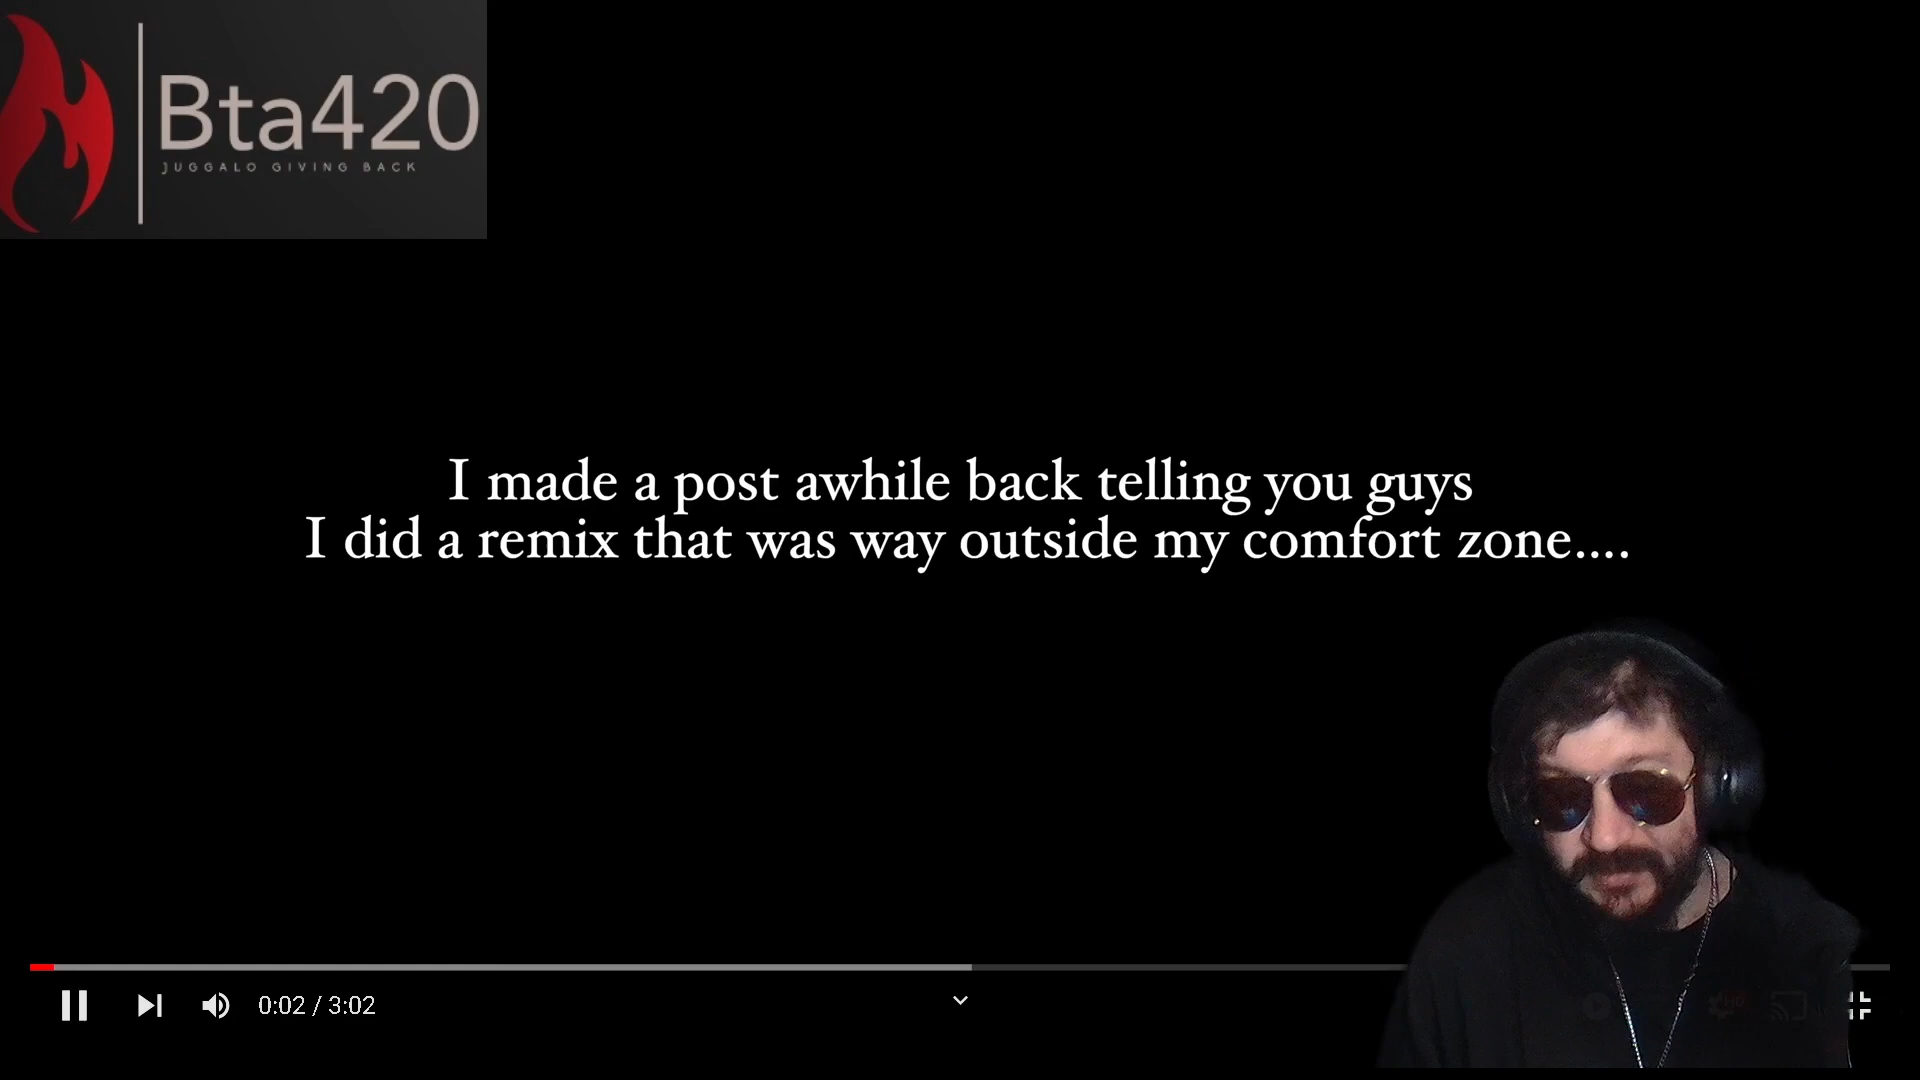 Bta420
JUGGALO GIVING BACK
I made a post awhile back telling you guys
I did a remix that was way outside my comfort zone....
0:02 / 3:02